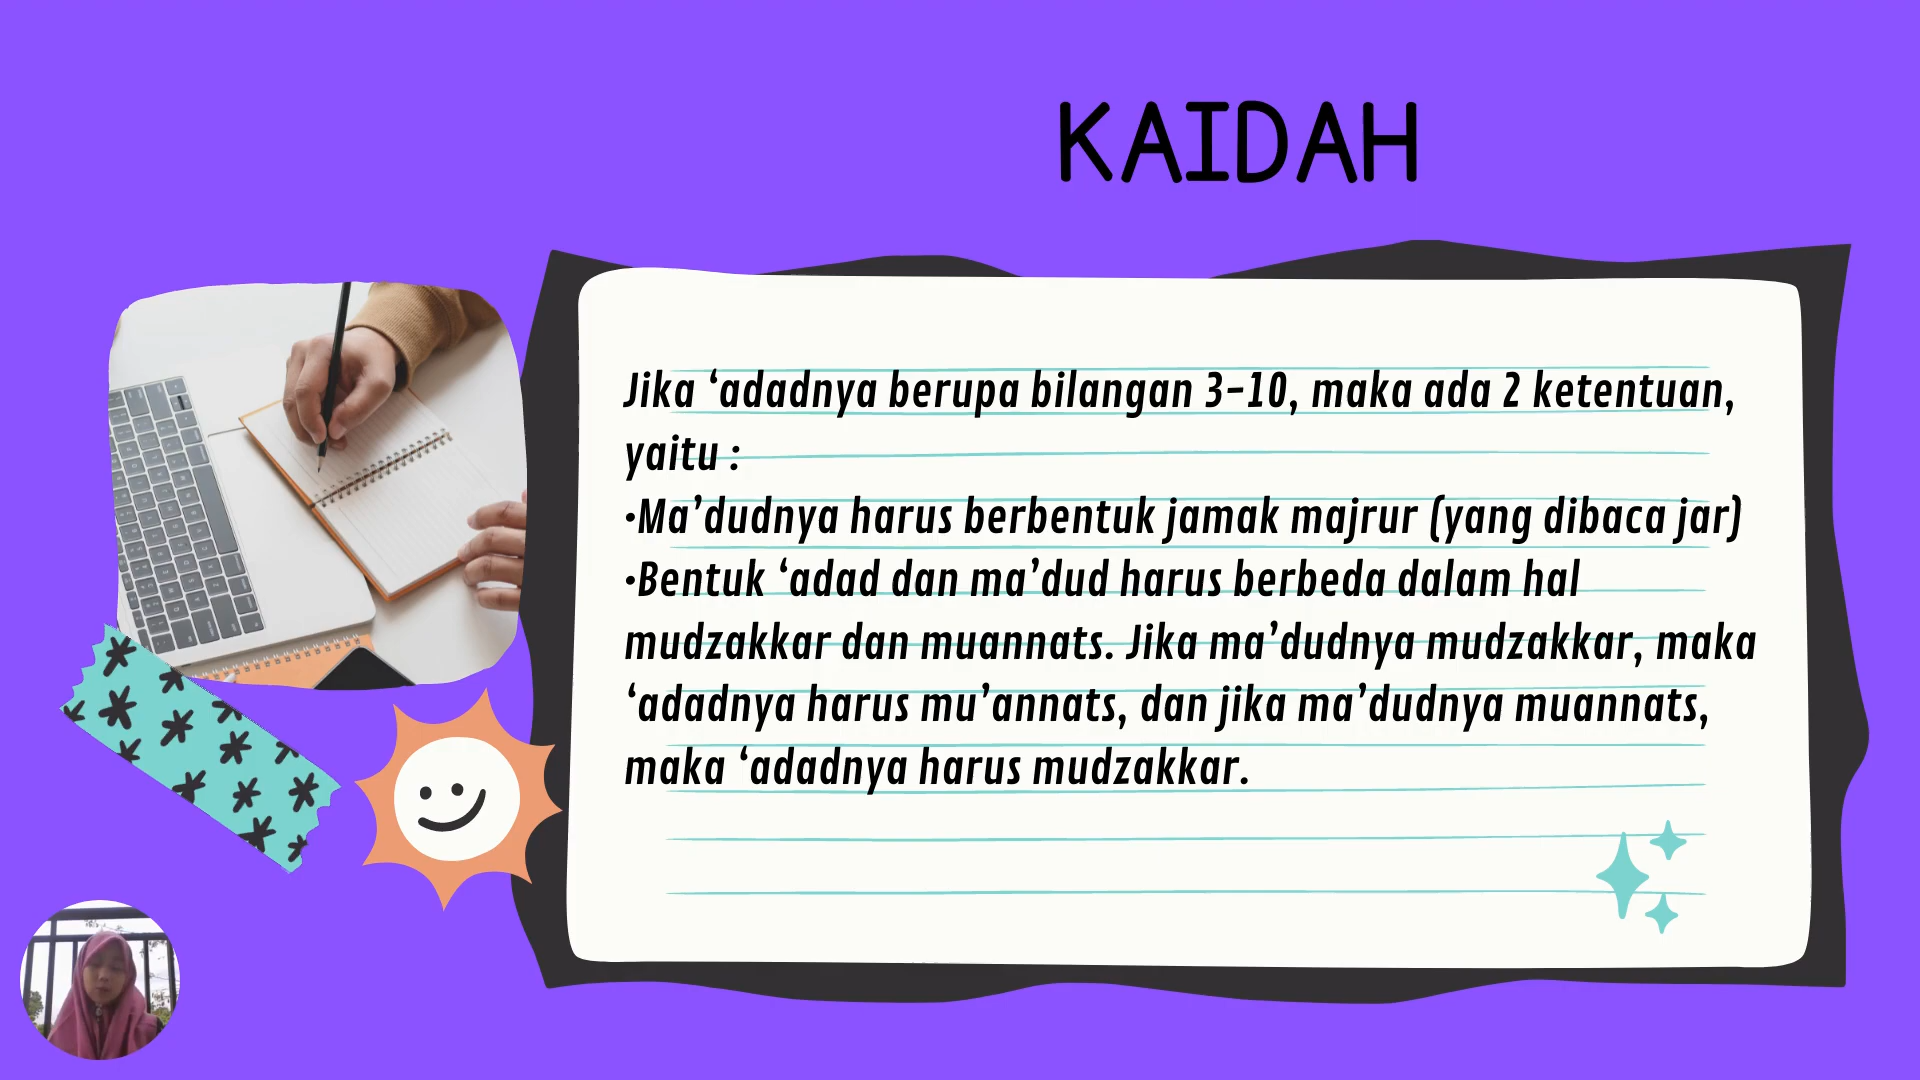 KAIDAH
Jika ‘adadnya berupa bilangan 3-10, maka ada 2 ketentuan,
yaitu :
•Ma’dudnya harus berbentuk jamak majrur (yang dibaca jar)
•Bentuk ‘adad dan ma’dud harus berbeda dalam hal
mudzakkar dan muannats. Jika ma’dudnya mudzakkar, maka
‘adadnya harus mu’annats, dan jika ma’dudnya muannats,
maka ‘adadnya harus mudzakkar.